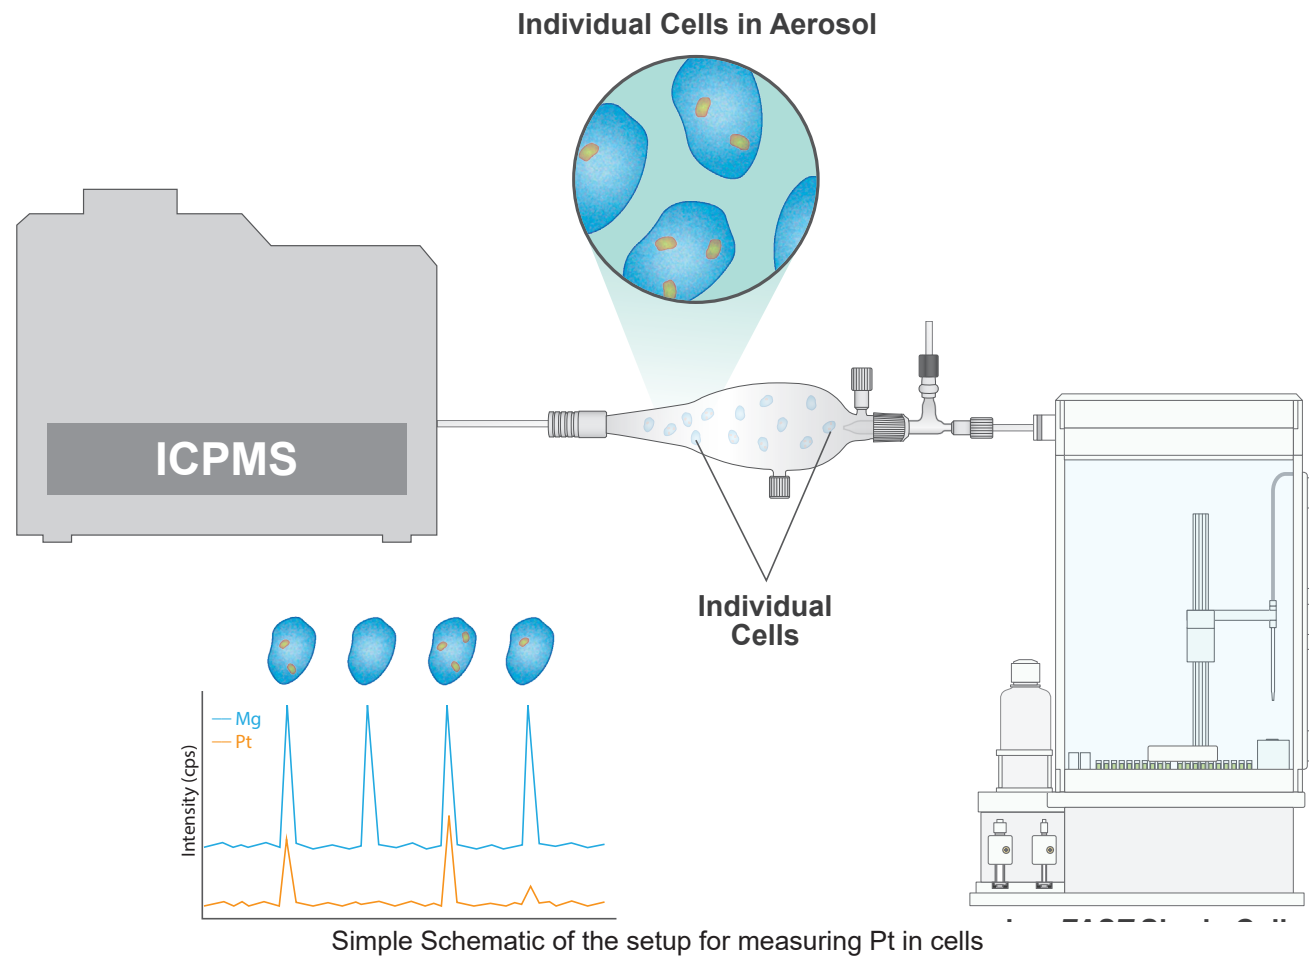 Individual Cells in Aerosol
ICPMS
Individual
Cells
Mg
Pt
Intensity (cps)
Simple Schematic of the setup for measuring Pt in cells